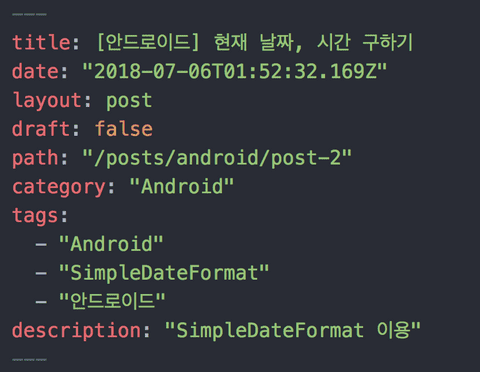 ---
title: [안드로이드] 현재 날짜, 시간 구하기
date: "2018-07-06T01:52:32.169Z"
layout: post
draft: false
path: "/posts/android/post-2"
category: "Android"
tags:
  - "Android"
  - "SimpleDateFormat"
  - "안드로이드"
description: "SimpleDateFormat 이용"
---